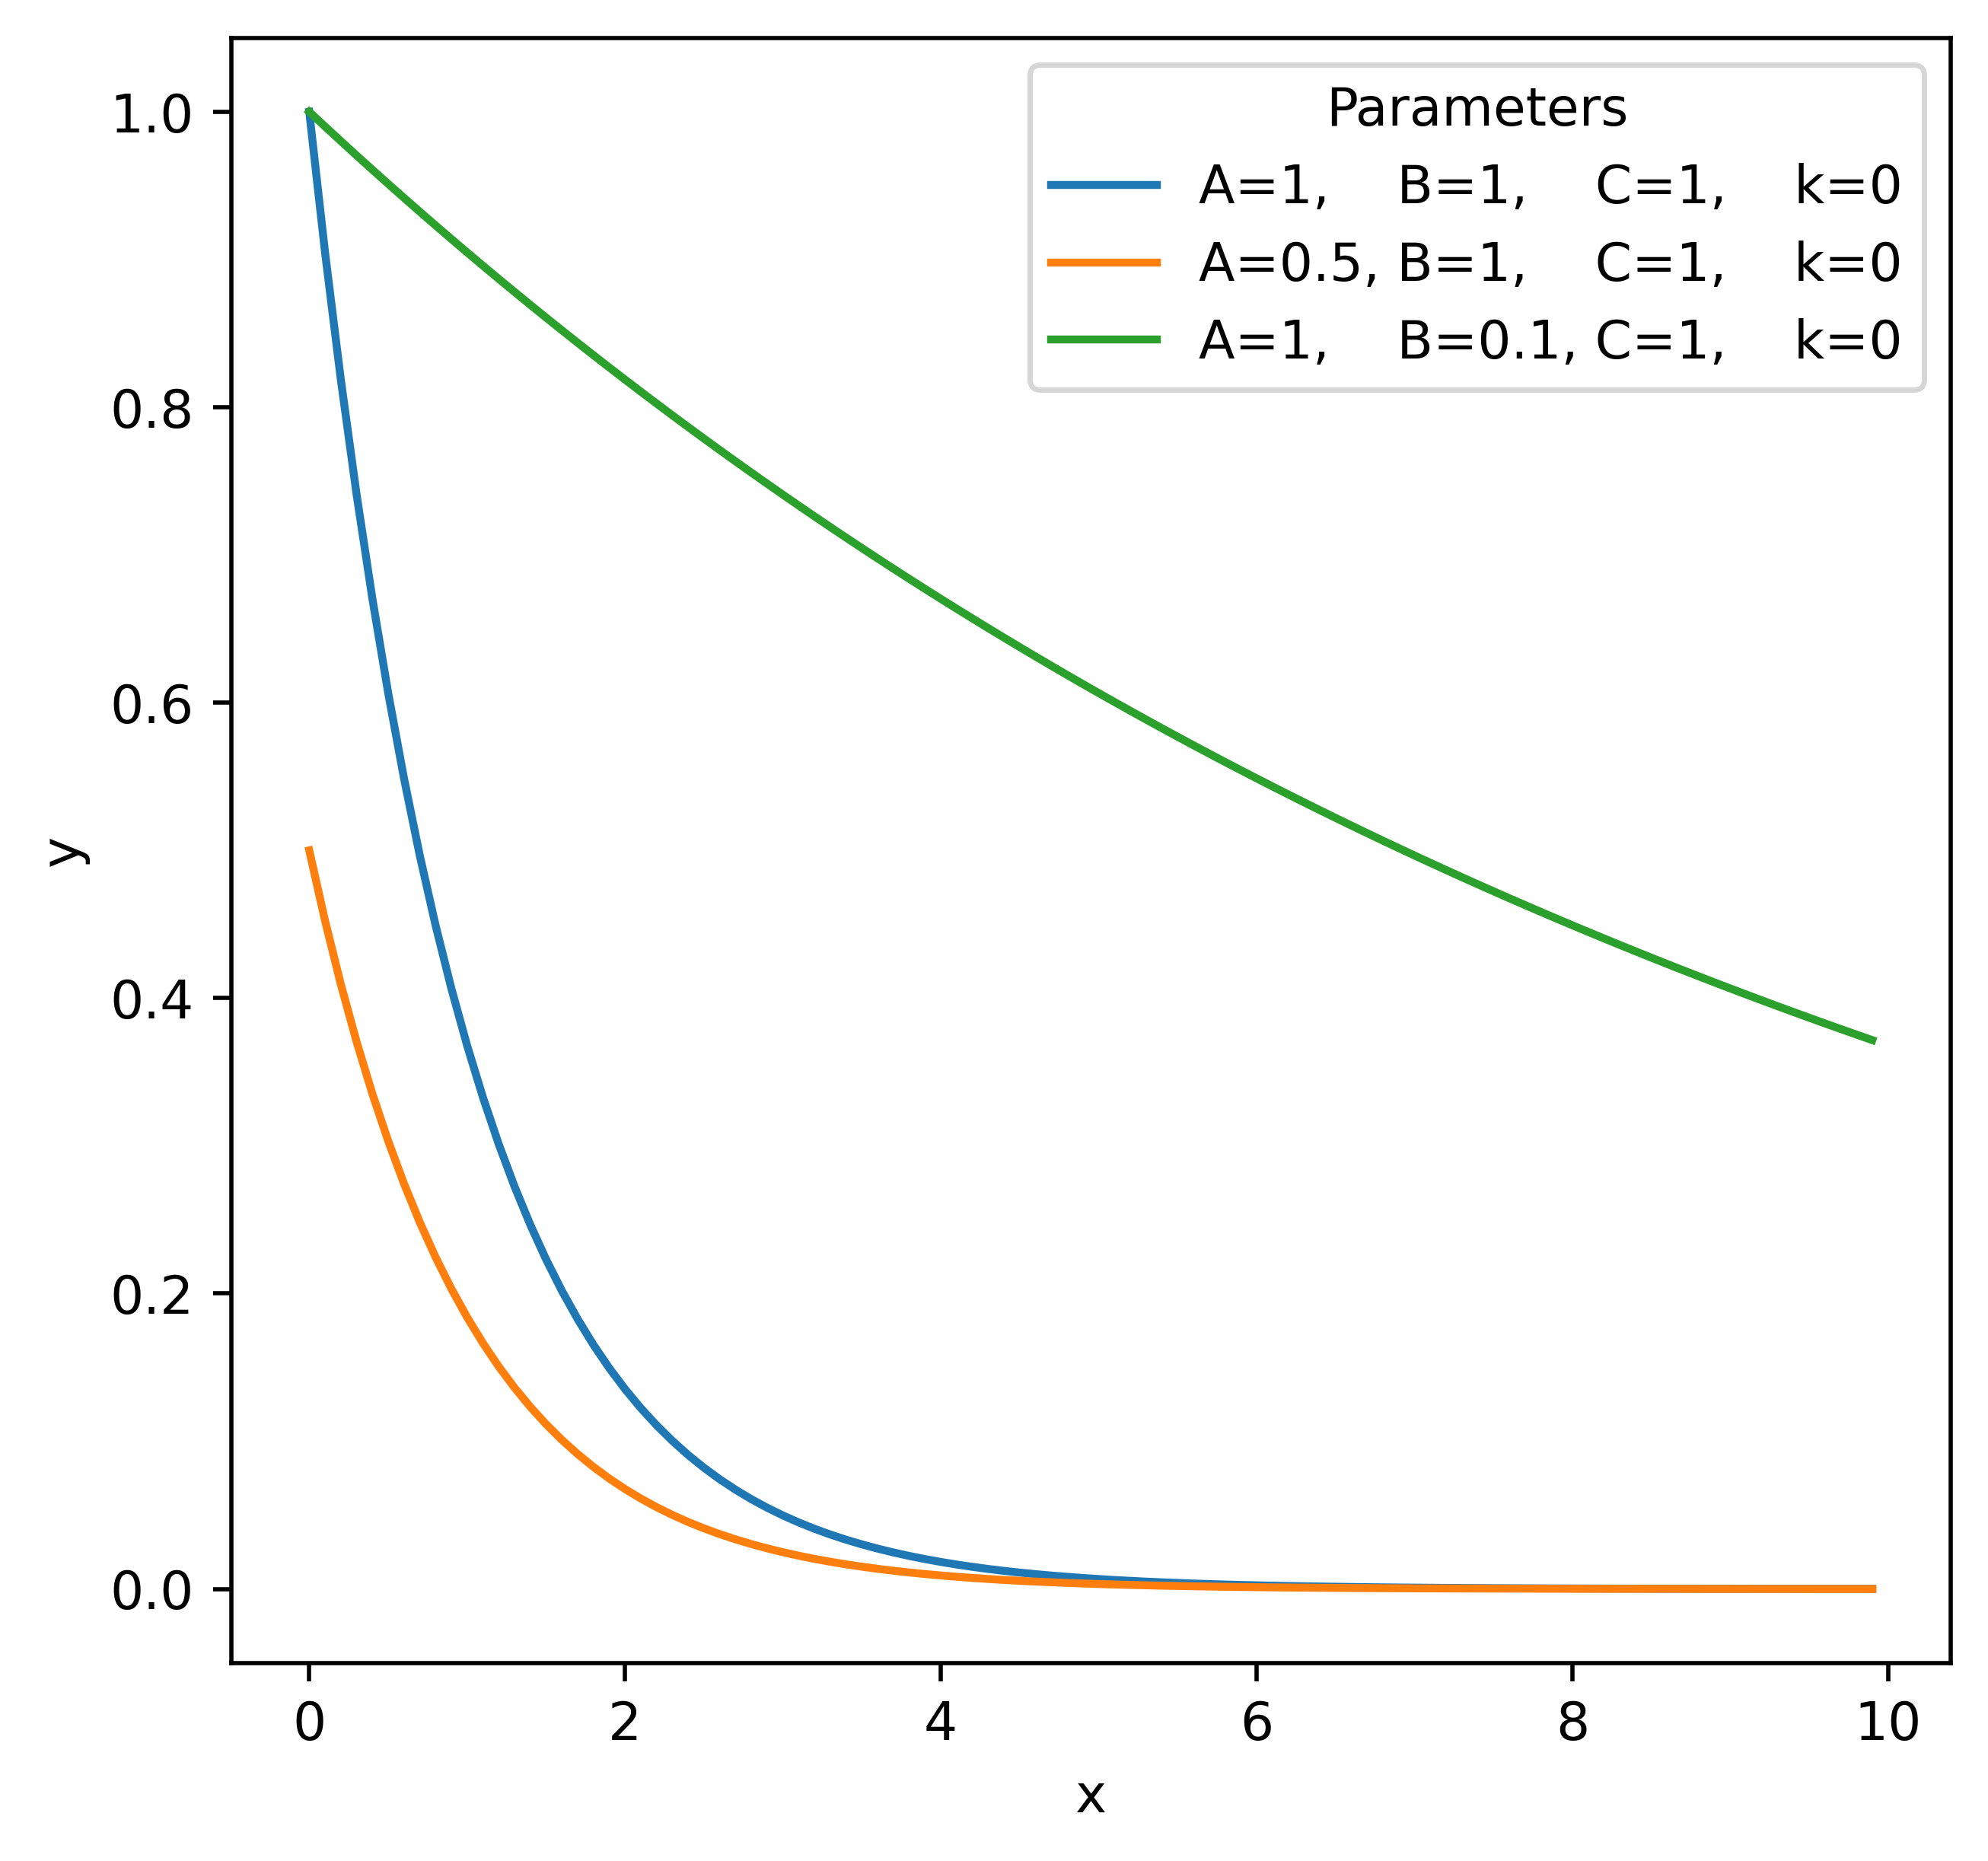 Parameters
A=1, B=1, C=1, k=0
A=0.5, B=1, C=1, k=0
A=1, B=0.1, C=1, k=0
1.0
0.8
0.6
0.4
0.2
0.0
y
0 2 4 6 8 10
x